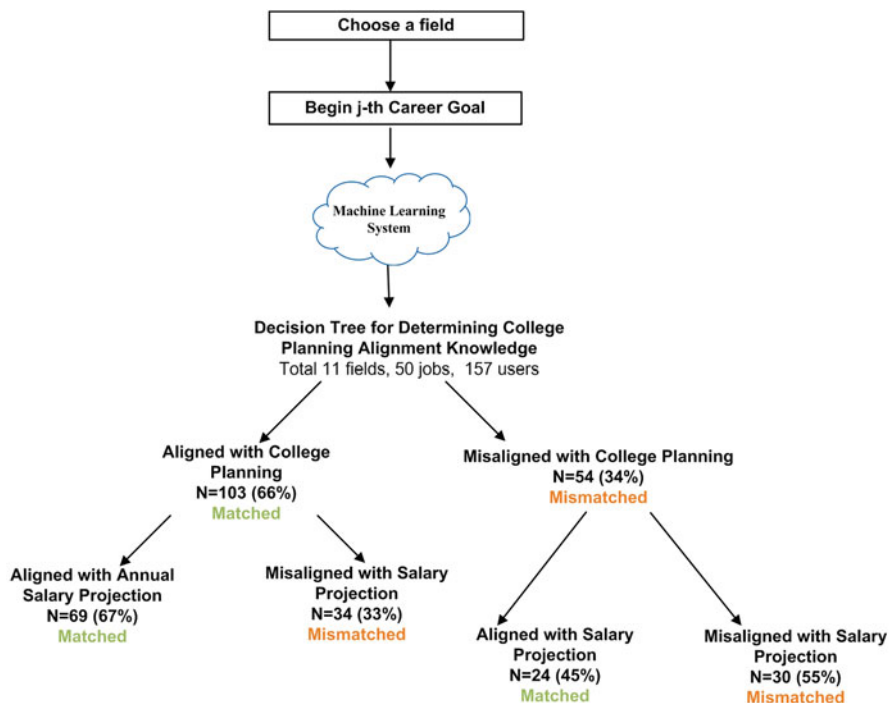 Choose a field
Begin j-th Career Goal
Machine Learning
System
Decision Tree for Determining College
Planning Alignment Knowledge
Total 11 fields, 50 jobs, 157 users
Aligned with College
Planning
N=103 (66%)
Matched
Misaligned with College Planning
N=54 (34%)
Mismatched
Aligned with Annual
Salary Projection
N=69 (67%)
Matched
Misaligned with Salary
Projection
N=34 (33%)
Mismatched
Aligned with Salary
Projection
N=24 (45%)
Matched
Misaligned with Salary
Projection
N=30 (55%)
Mismatched